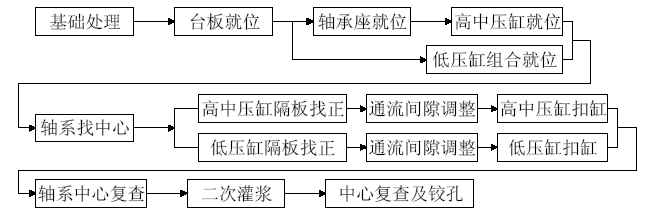 基础处理 台板就位 轴承座就位 高中压缸就位
低压缸组合就位
轴系找中心 高中压缸隔板找正 通流间隙调整 高中压缸扣缸
低压缸隔板找正 通流间隙调整 低压缸扣缸
轴系中心复查 二次灌浆 中心复查及铰孔